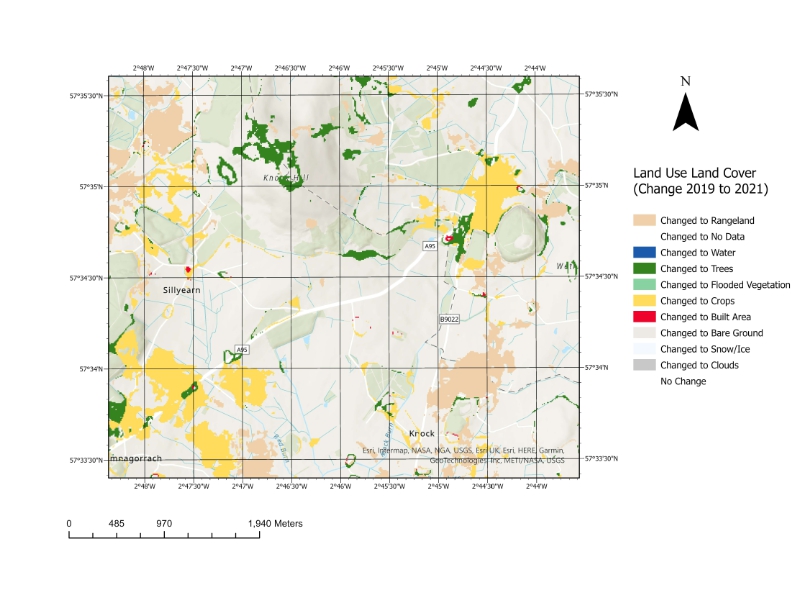 2°48'W 2°47'30"W 2°47'W 2°46'30"W 2°46'W 2°45'30"W 2°45'W 2°44'30"W 2°44'W
57°35'30"N 57°35'30"N
N
Land Use Land Cover
(Change 2019 to 2021)
Changed to Rangeland
Changed to No Data
Changed to Water
Changed to Trees
Changed to Flooded Vegetation
Changed to Crops
Changed to Built Area
Changed to Bare Ground
Changed to Snow/Ice
Changed to Clouds
No Change
Hill
57°35'N 57°35'N
A95
57°34'30"N 57°34'30"N
Sillyearn
B9022
A95
57°34'N 57°34'N
Knock
Esri, Intermap, NASA, NGA, USGS, Esri UK, Esri, HERE, Garmin,
GeoTechnologies, Inc, METI/NASA, USGS
meagorrach
57°33'30"N 57°33'30"N
2°48'W 2°47'30"W 2°47'W 2°46'30"W 2°46'W 2°45'30"W 2°45'W 2°44'30"W 2°44'W
0 485 970 1,940 Meters